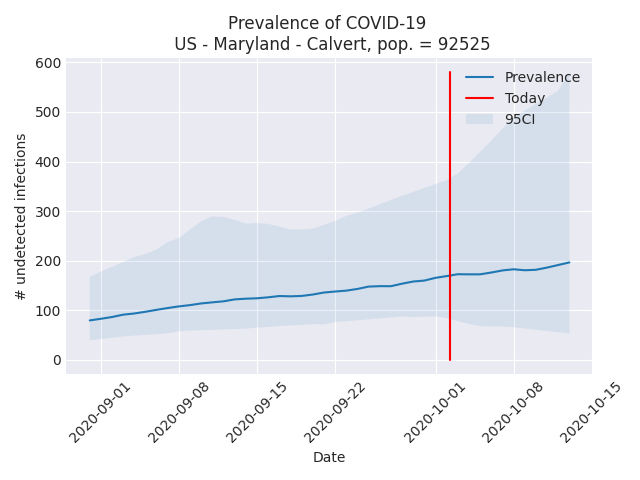 Prevalence of COVID-19
US - Maryland - Calvert, pop. = 92525
Prevalence
Today
95CI
# undetected infections
600
500
400
300
200
100
0
2020-09-01
2020-09-08
2020-09-15
2020-09-22
2020-10-01
2020-10-08
2020-10-15
Date